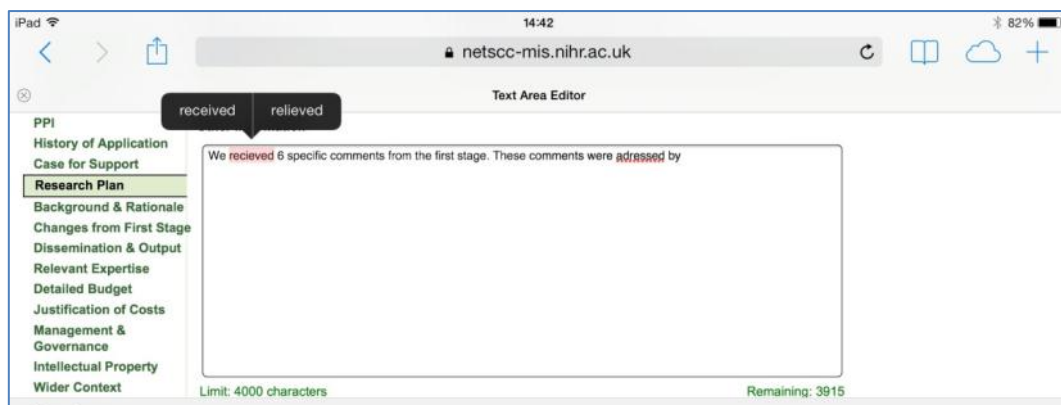 iPad 14:42 82%
netscc-mis.nihr.ac.uk
Text Area Editor
received relieved
PPI
History of Application
Case for Support
Research Plan
Background & Rationale
Changes from First Stage
Dissemination & Output
Relevant Expertise
Detailed Budget
Justification of Costs
Management &
Governance
Intellectual Property
Wider Context
We recieved 6 specific comments from the first stage. These comments were adressed by
Limit: 4000 characters Remaining: 3915